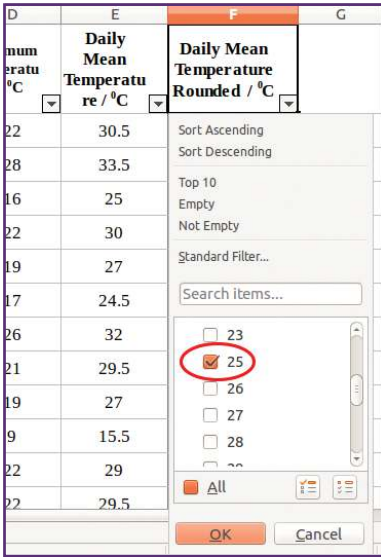 D E F G
mum
eratu
⁰C
Daily
Mean
Temperatu
re / ⁰C
Daily Mean
Temperature
Rounded / ⁰C
22 30.5
28 33.5
16 25
22 30
19 27
17 24.5
26 32
21 29.5
19 27
9 15.5
22 29
22 29.5
Sort Ascending
Sort Descending
Top 10
Empty
Not Empty
Standard Filter...
Search items...
23
25
26
27
28
All
OK Cancel